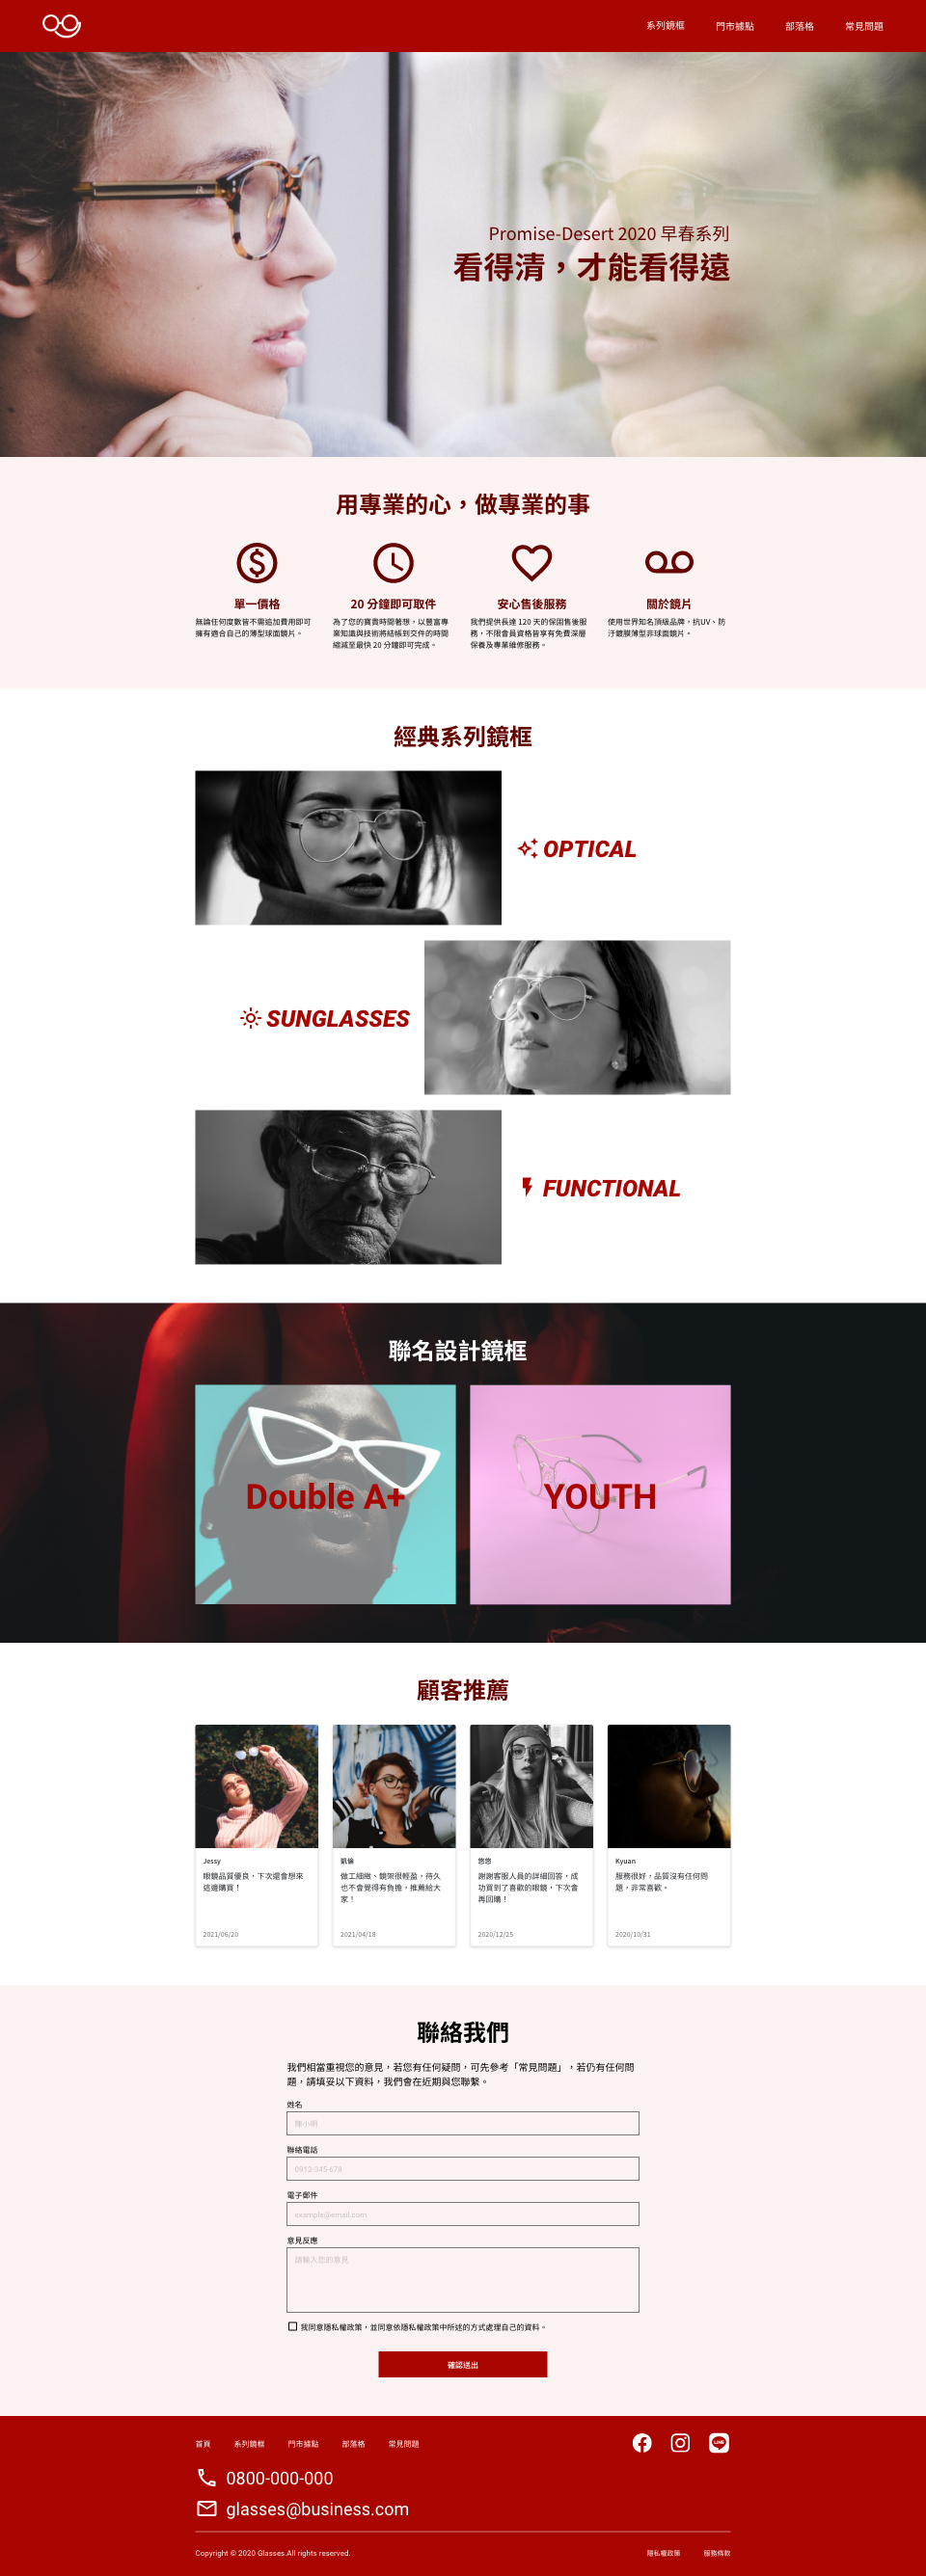 系列鏡框 門市據點 部落格 常見問題
Promise-Desert 2020 早春系列
看得清，才能看得遠
用專業的心，做專業的事
單一價格
無論任何度數皆不需追加費用即可
擁有適合自己的薄型球面鏡片。
20 分鐘即可取件
為了您的寶貴時間著想，以豐富專
業知識與技術將結帳到交件的時間
縮減至最快 20 分鐘即可完成。
安心售後服務
我們提供長達 120 天的保固售後服
務，不限會員資格皆享有免費深層
保養及專業維修服務。
關於鏡片
使用世界知名頂級品牌，抗UV、防
汙鍍膜薄型非球面鏡片。
經典系列鏡框
OPTICAL
SUNGLASSES
FUNCTIONAL
聯名設計鏡框
Double A+
YOUTH
顧客推薦
Jessy
眼鏡品質優良，下次還會想來
這邊購買！
2021/06/20
凱倫
做工細緻、鏡架很輕盈，待久
也不會覺得有負擔，推薦給大
家！
2021/04/18
悠悠
謝謝客服人員的詳細回答，成
功買到了喜歡的眼鏡，下次會
再回購！
2020/12/25
Kyuan
服務很好，品質沒有任何問
題，非常喜歡。
2020/10/31
聯絡我們
我們相當重視您的意見，若您有任何疑問，可先參考「常見問題」，若仍有任何問
題，請填妥以下資料，我們會在近期與您聯繫。
姓名
陳小明
聯絡電話
0912-345-678
電子郵件
example@email.com
意見反應
請輸入您的意見
我同意隱私權政策，並同意依隱私權政策中所述的方式處理自己的資料。
確認送出
首頁 系列鏡框 門市據點 部落格 常見問題
LINE
0800-000-000
glasses@business.com
Copyright © 2020 Glasses.All rights reserved.
隱私權政策 服務條款